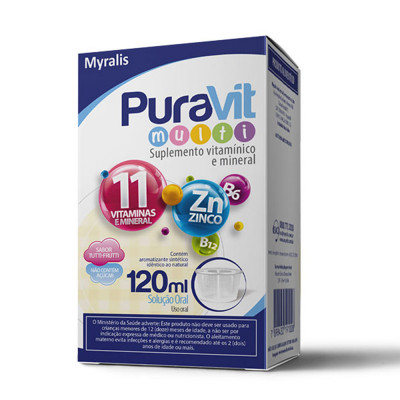 Myralis
PuraVit
multi
Suplemento vitamínico
e mineral
11
VITAMINAS
E MINERAL
Zn
ZINCO
B6
B12
SABOR
TUTTI-FRUTTI
NÃO CONTÉM
AÇÚCAR
Contém
aromatizante sintético
idêntico ao natural
120ml
Solução Oral
Uso oral
O Ministério da Saúde adverte: Este produto não deve ser usado para
crianças menores de 12 (doze) meses de idade, a não ser por
indicação expressa de médico ou nutricionista. O aleitamento
materno evita infecções e alergias e é recomendado até os 2 (dois)
anos de idade ou mais.